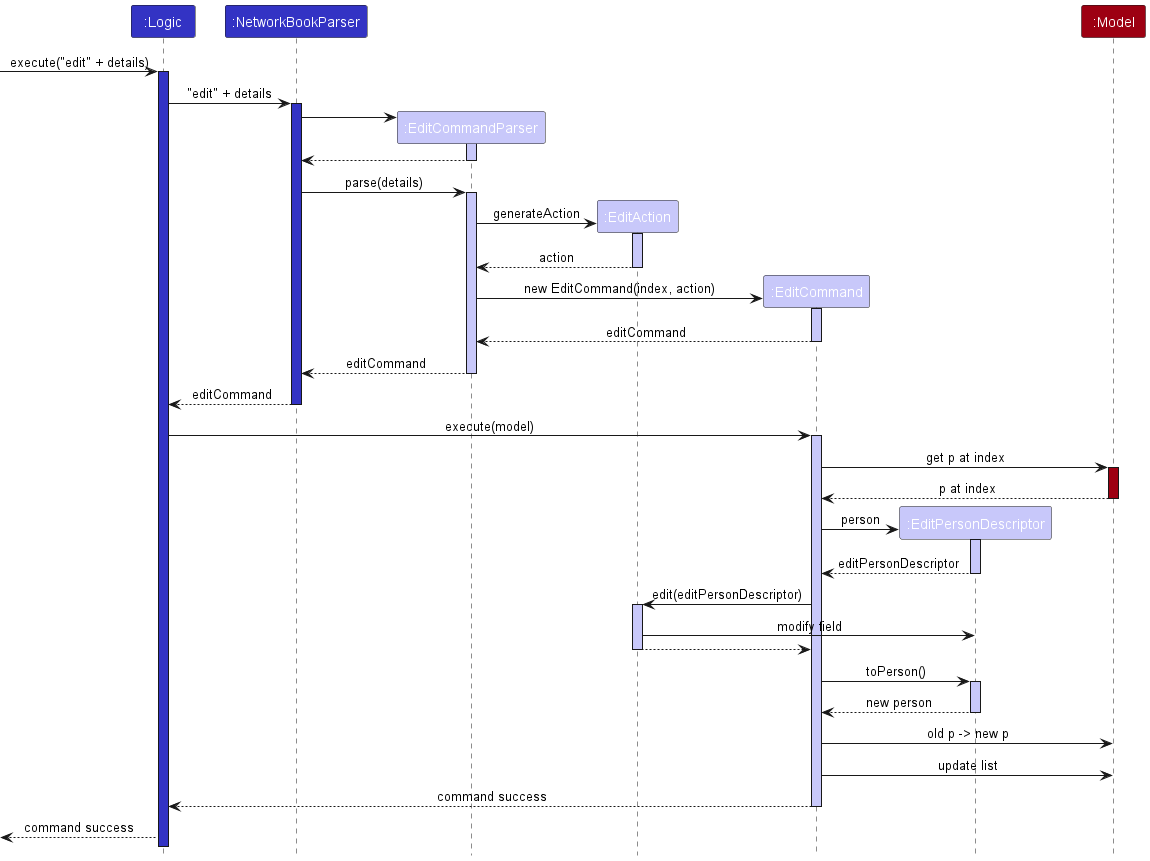 :Logic
:NetworkBookParser
:Model
execute("edit" + details)
"edit" + details
:EditCommandParser
parse(details)
:EditAction
generateAction
action
:EditCommand
new EditCommand(index, action)
editCommand
editCommand
editCommand
execute(model)
get p at index
p at index
:EditPersonDescriptor
person
editPersonDescriptor
edit(editPersonDescriptor)
modify field
toPerson()
new person
old p -> new p
update list
command success
command success